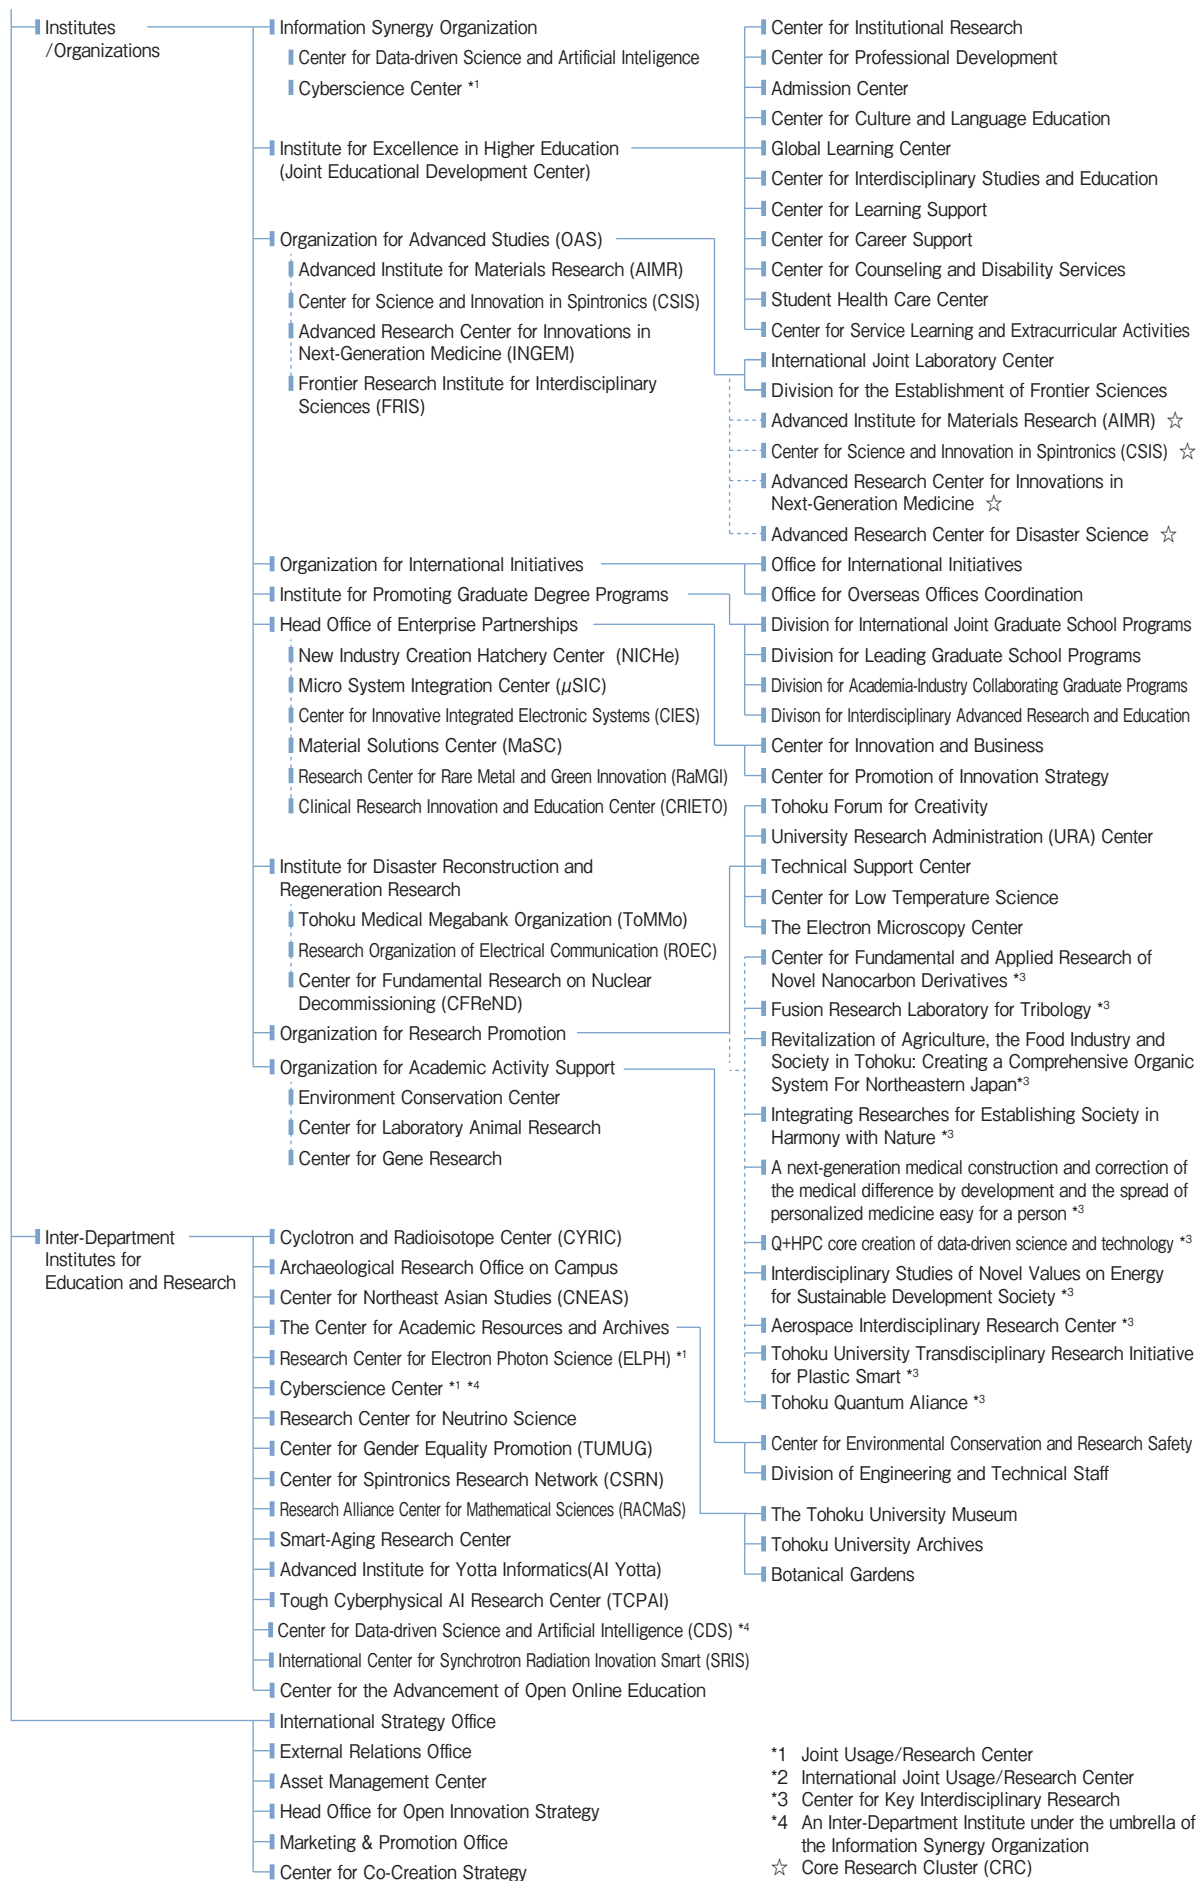 Institutes
/Organizations
Information Synergy Organization
Center for Data-driven Science and Artificial Inteligence
Cyberscience Center *1
Institute for Excellence in Higher Education
(Joint Educational Development Center)
Organization for Advanced Studies (OAS)
Advanced Institute for Materials Research (AIMR)
Center for Science and Innovation in Spintronics (CSIS)
Advanced Research Center for Innovations in
Next-Generation Medicine (INGEM)
Frontier Research Institute for Interdisciplinary
Sciences (FRIS)
Organization for International Initiatives
Institute for Promoting Graduate Degree Programs
Head Office of Enterprise Partnerships
New Industry Creation Hatchery Center (NICHe)
Micro System Integration Center (μSIC)
Center for Innovative Integrated Electronic Systems (CIES)
Material Solutions Center (MaSC)
Research Center for Rare Metal and Green Innovation (RaMGI)
Clinical Research Innovation and Education Center (CRIETO)
Institute for Disaster Reconstruction and
Regeneration Research
Tohoku Medical Megabank Organization (ToMMo)
Research Organization of Electrical Communication (ROEC)
Center for Fundamental Research on Nuclear
Decommissioning (CFReND)
Organization for Research Promotion
Organization for Academic Activity Support
Environment Conservation Center
Center for Laboratory Animal Research
Center for Gene Research
Center for Institutional Research
Center for Professional Development
Admission Center
Center for Culture and Language Education
Global Learning Center
Center for Interdisciplinary Studies and Education
Center for Learning Support
Center for Career Support
Center for Counseling and Disability Services
Student Health Care Center
Center for Service Learning and Extracurricular Activities
International Joint Laboratory Center
Division for the Establishment of Frontier Sciences
Advanced Institute for Materials Research (AIMR) ☆
Center for Science and Innovation in Spintronics (CSIS) ☆
Advanced Research Center for Innovations in
Next-Generation Medicine ☆
Advanced Research Center for Disaster Science ☆
Office for International Initiatives
Office for Overseas Offices Coordination
Division for International Joint Graduate School Programs
Division for Leading Graduate School Programs
Division for Academia-Industry Collaborating Graduate Programs
Divison for Interdisciplinary Advanced Research and Education
Center for Innovation and Business
Center for Promotion of Innovation Strategy
Tohoku Forum for Creativity
University Research Administration (URA) Center
Technical Support Center
Center for Low Temperature Science
The Electron Microscopy Center
Center for Fundamental and Applied Research of
Novel Nanocarbon Derivatives *3
Fusion Research Laboratory for Tribology *3
Revitalization of Agriculture, the Food Industry and
Society in Tohoku: Creating a Comprehensive Organic
System For Northeastern Japan*3
Integrating Researches for Establishing Society in
Harmony with Nature *3
A next-generation medical construction and correction of
the medical difference by development and the spread of
personalized medicine easy for a person *3
Q+HPC core creation of data-driven science and technology *3
Interdisciplinary Studies of Novel Values on Energy
for Sustainable Development Society *3
Aerospace Interdisciplinary Research Center *3
Tohoku University Transdisciplinary Research Initiative
for Plastic Smart *3
Tohoku Quantum Aliance *3
Center for Environmental Conservation and Research Safety
Division of Engineering and Technical Staff
Inter-Department
Institutes for
Education and Research
Cyclotron and Radioisotope Center (CYRIC)
Archaeological Research Office on Campus
Center for Northeast Asian Studies (CNEAS)
The Center for Academic Resources and Archives
Research Center for Electron Photon Science (ELPH) *1
Cyberscience Center *1 *4
Research Center for Neutrino Science
Center for Gender Equality Promotion (TUMUG)
Center for Spintronics Research Network (CSRN)
Research Alliance Center for Mathematical Sciences (RACMaS)
Smart-Aging Research Center
Advanced Institute for Yotta Informatics(AI Yotta)
Tough Cyberphysical AI Research Center (TCPAI)
Center for Data-driven Science and Artificial Intelligence (CDS) *4
International Center for Synchrotron Radiation Inovation Smart (SRIS)
Center for the Advancement of Open Online Education
The Tohoku University Museum
Tohoku University Archives
Botanical Gardens
International Strategy Office
External Relations Office
Asset Management Center
Head Office for Open Innovation Strategy
Marketing & Promotion Office
Center for Co-Creation Strategy
*1 Joint Usage/Research Center
*2 International Joint Usage/Research Center
*3 Center for Key Interdisciplinary Research
*4 An Inter-Department Institute under the umbrella of
the Information Synergy Organization
☆ Core Research Cluster (CRC)